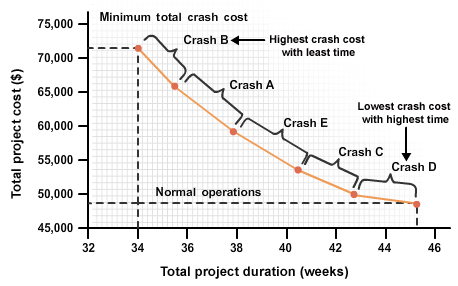 Minimum total crash cost
75,000
70,000
65,000
60,000
55,000
50,000
45,000
Total project cost ($)
Crash B
Highest crash cost
with least time
Crash A
Crash E
Lowest crash cost
with highest time
Crash C
Crash D
Normal operations
32 34 36 38 40 42 44 46
Total project duration (weeks)